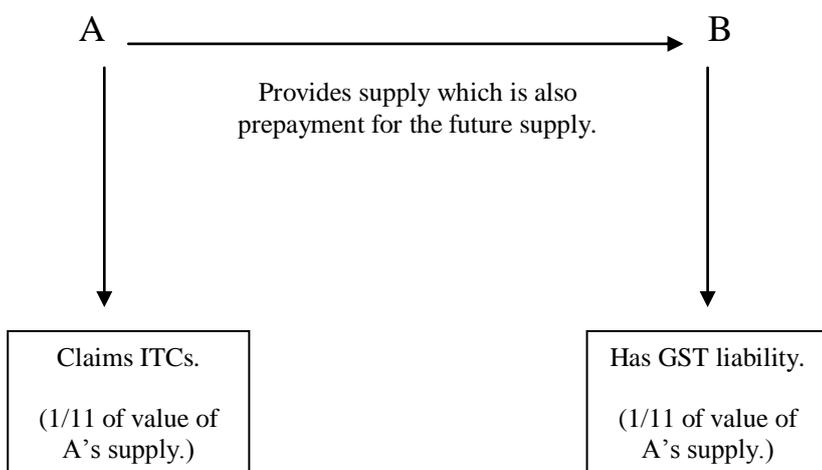 A
B
Provides supply which is also
prepayment for the future supply.
Claims ITCs.
(1/11 of value of
A's supply.)
Has GST liability.
(1/11 of value of
A's supply.)